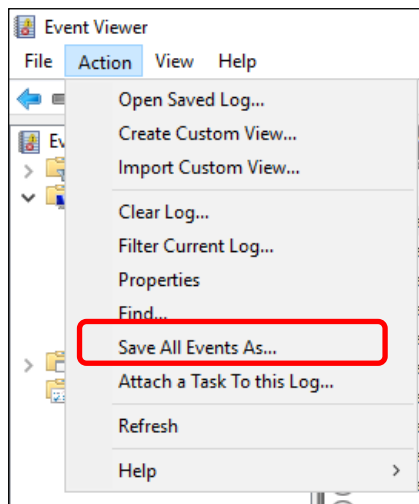 Event Viewer
File Action View Help
Ev
Open Saved Log...
Create Custom View...
Import Custom View...
Clear Log...
Filter Current Log...
Properties
Find...
Save All Events As...
Attach a Task To this Log...
Refresh
Help